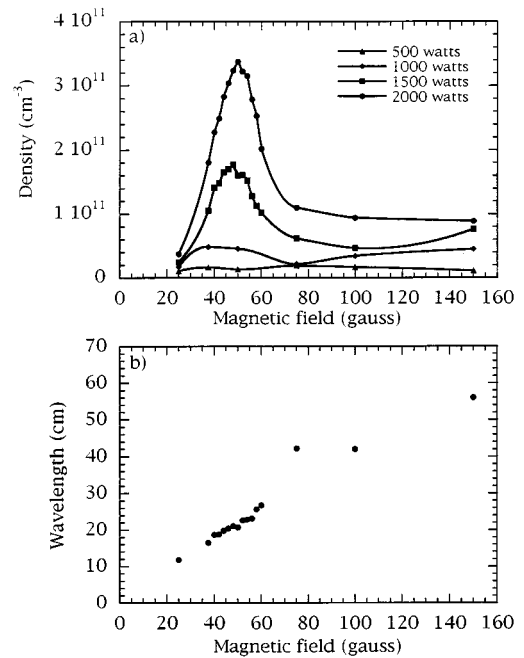 a)
4 10¹¹
3 10¹¹
2 10¹¹
1 10¹¹
0
Density (cm⁻³)
500 watts
1000 watts
1500 watts
2000 watts
0 20 40 60 80 100 120 140 160
Magnetic field (gauss)
b)
70
60
50
40
30
20
10
0
Wavelength (cm)
0 20 40 60 80 100 120 140 160
Magnetic field (gauss)